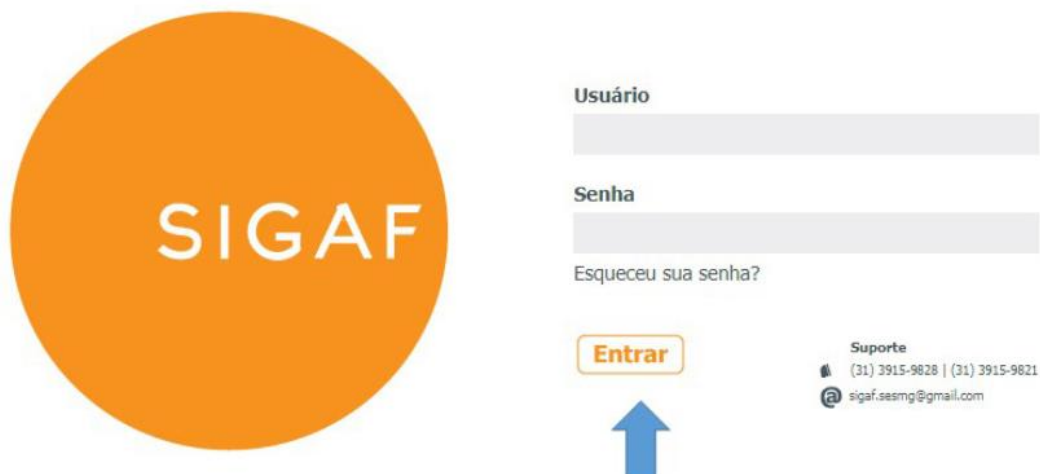 SIGAF
Usuário
Senha
Esqueceu sua senha?
Entrar
Suporte
(31) 3915-9828 | (31) 3915-9821
@ sigaf.sesmg@gmail.com